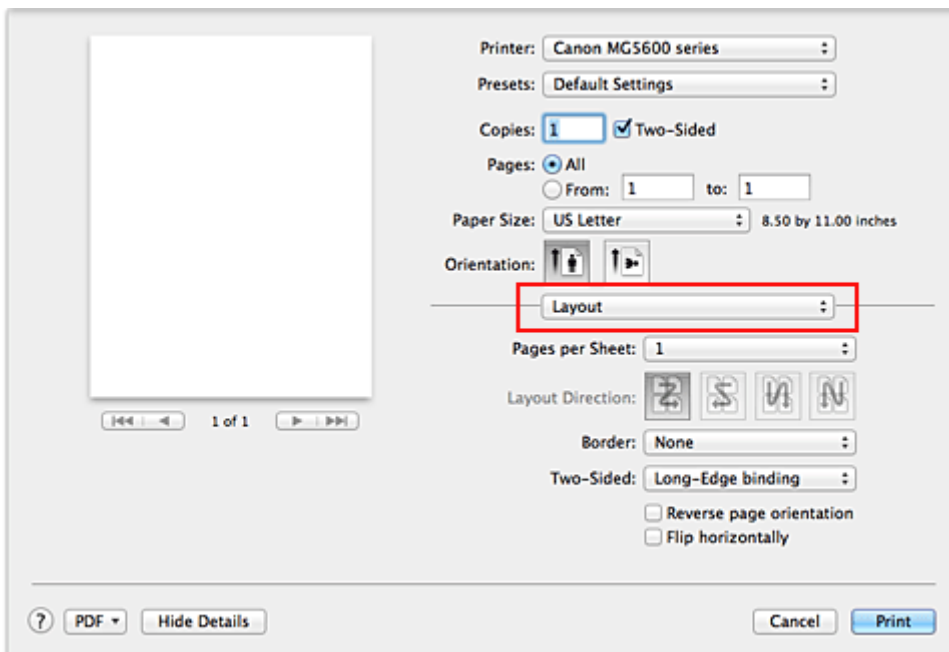 Printer: Canon MG5600 series
Presets: Default Settings
Copies: 1 Two-Sided
Pages: All
From: 1 to: 1
Paper Size: US Letter 8.50 by 11.00 inches
Orientation:
Layout
Pages per Sheet: 1
Layout Direction:
1 of 1
Border: None
Two-Sided: Long-Edge binding
Reverse page orientation
Flip horizontally
? PDF Hide Details Cancel Print